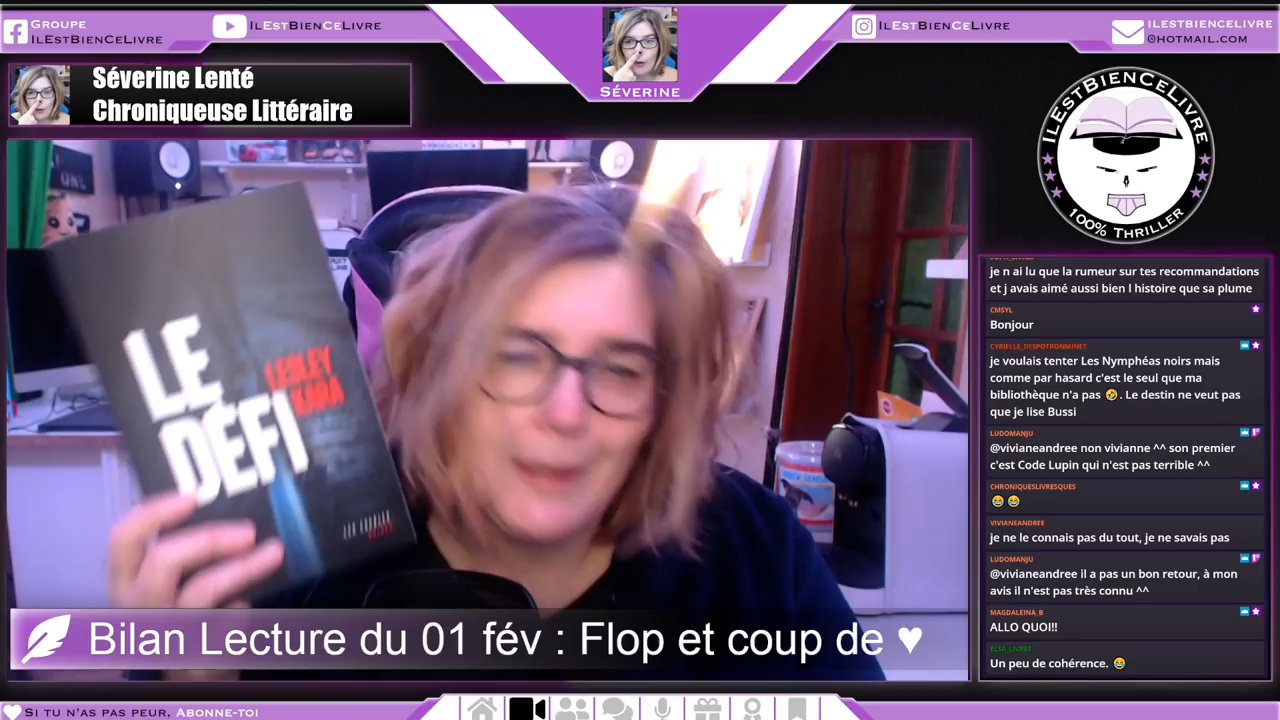 GROUPE
ILESTBIENCELIVRE
ILESTBIENCELIVRE
ILESTBIENCELIVRE
ILESTBIENCELIVRE
@HOTMAIL.COM
SÉVERINE
Séverine Lenté
Chroniqueuse Littéraire
ILESTBIENCELIVRE
100% THRILLER
LE
DÉFI
LESLEY
KARA
je n ai lu que la rumeur sur tes recommandations
et j avais aimé aussi bien l histoire que sa plume
CMSYL
Bonjour
CYRIELLE_DESPOTRONMINET
je voulais tenter Les Nymphéas noirs mais
comme par hasard c'est le seul que ma
bibliothèque n'a pas 🤣. Le destin ne veut pas
que je lise Bussi
LUDOMANJU
@vivianeandree non vivianne ^^ son premier
c'est Code Lupin qui n'est pas terrible ^^
CHRONIQUESLIVRESQUES
😂 😂
VIVIANEANDREE
je ne le connais pas du tout, je ne savais pas
LUDOMANJU
@vivianeandree il a pas un bon retour, à mon
avis il n'est pas très connu ^^
MAGDALEINA_B
ALLO QUOI!!
ELSA_LIVRET
Un peu de cohérence. 😂
Bilan Lecture du 01 fév : Flop et coup de ♥
SI TU N'AS PAS PEUR, ABONNE-TOI